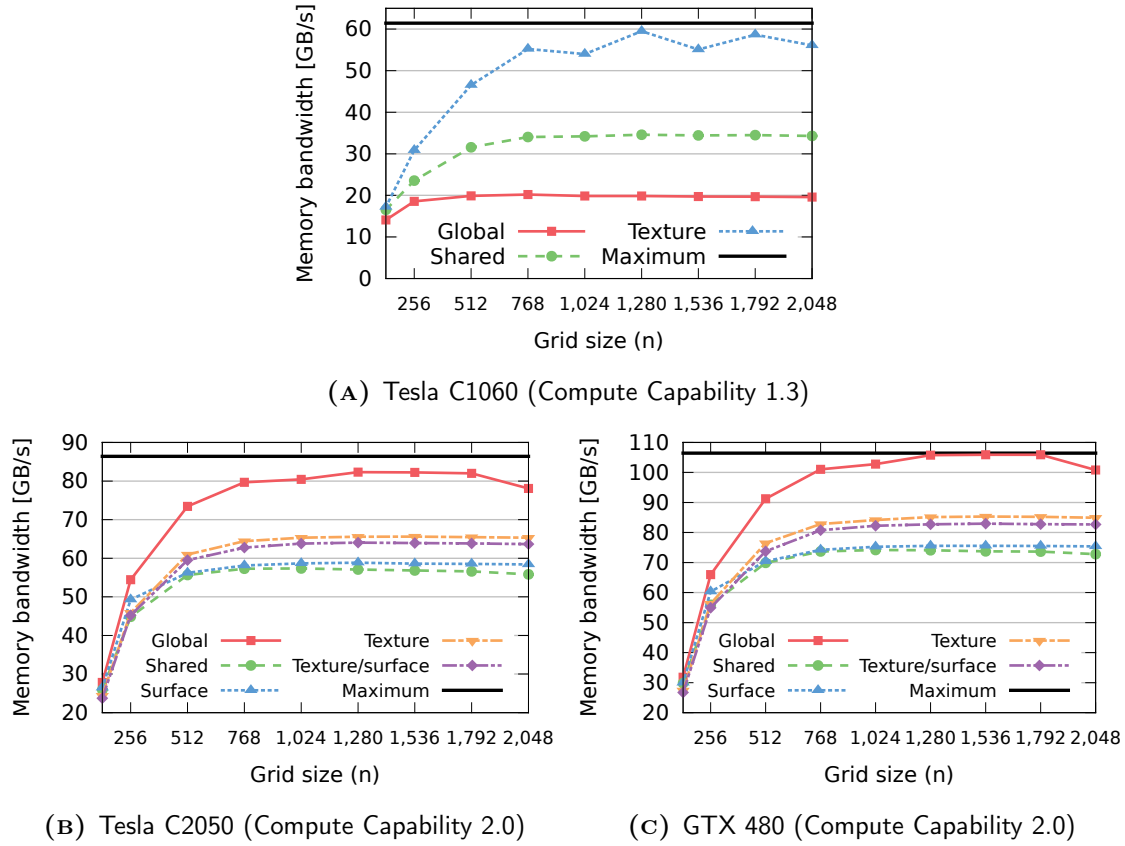 Memory bandwidth [GB/s]
60
50
40
30
20
10
0
Global
Shared
Texture
Maximum
256 512 768 1,024 1,280 1,536 1,792 2,048
Grid size (n)
(A) Tesla C1060 (Compute Capability 1.3)
Memory bandwidth [GB/s]
90
80
70
60
50
40
30
20
Global
Shared
Surface
Texture
Texture/surface
Maximum
256 512 768 1,024 1,280 1,536 1,792 2,048
Grid size (n)
(B) Tesla C2050 (Compute Capability 2.0)
Memory bandwidth [GB/s]
110
100
90
80
70
60
50
40
30
20
Global
Shared
Surface
Texture
Texture/surface
Maximum
256 512 768 1,024 1,280 1,536 1,792 2,048
Grid size (n)
(C) GTX 480 (Compute Capability 2.0)